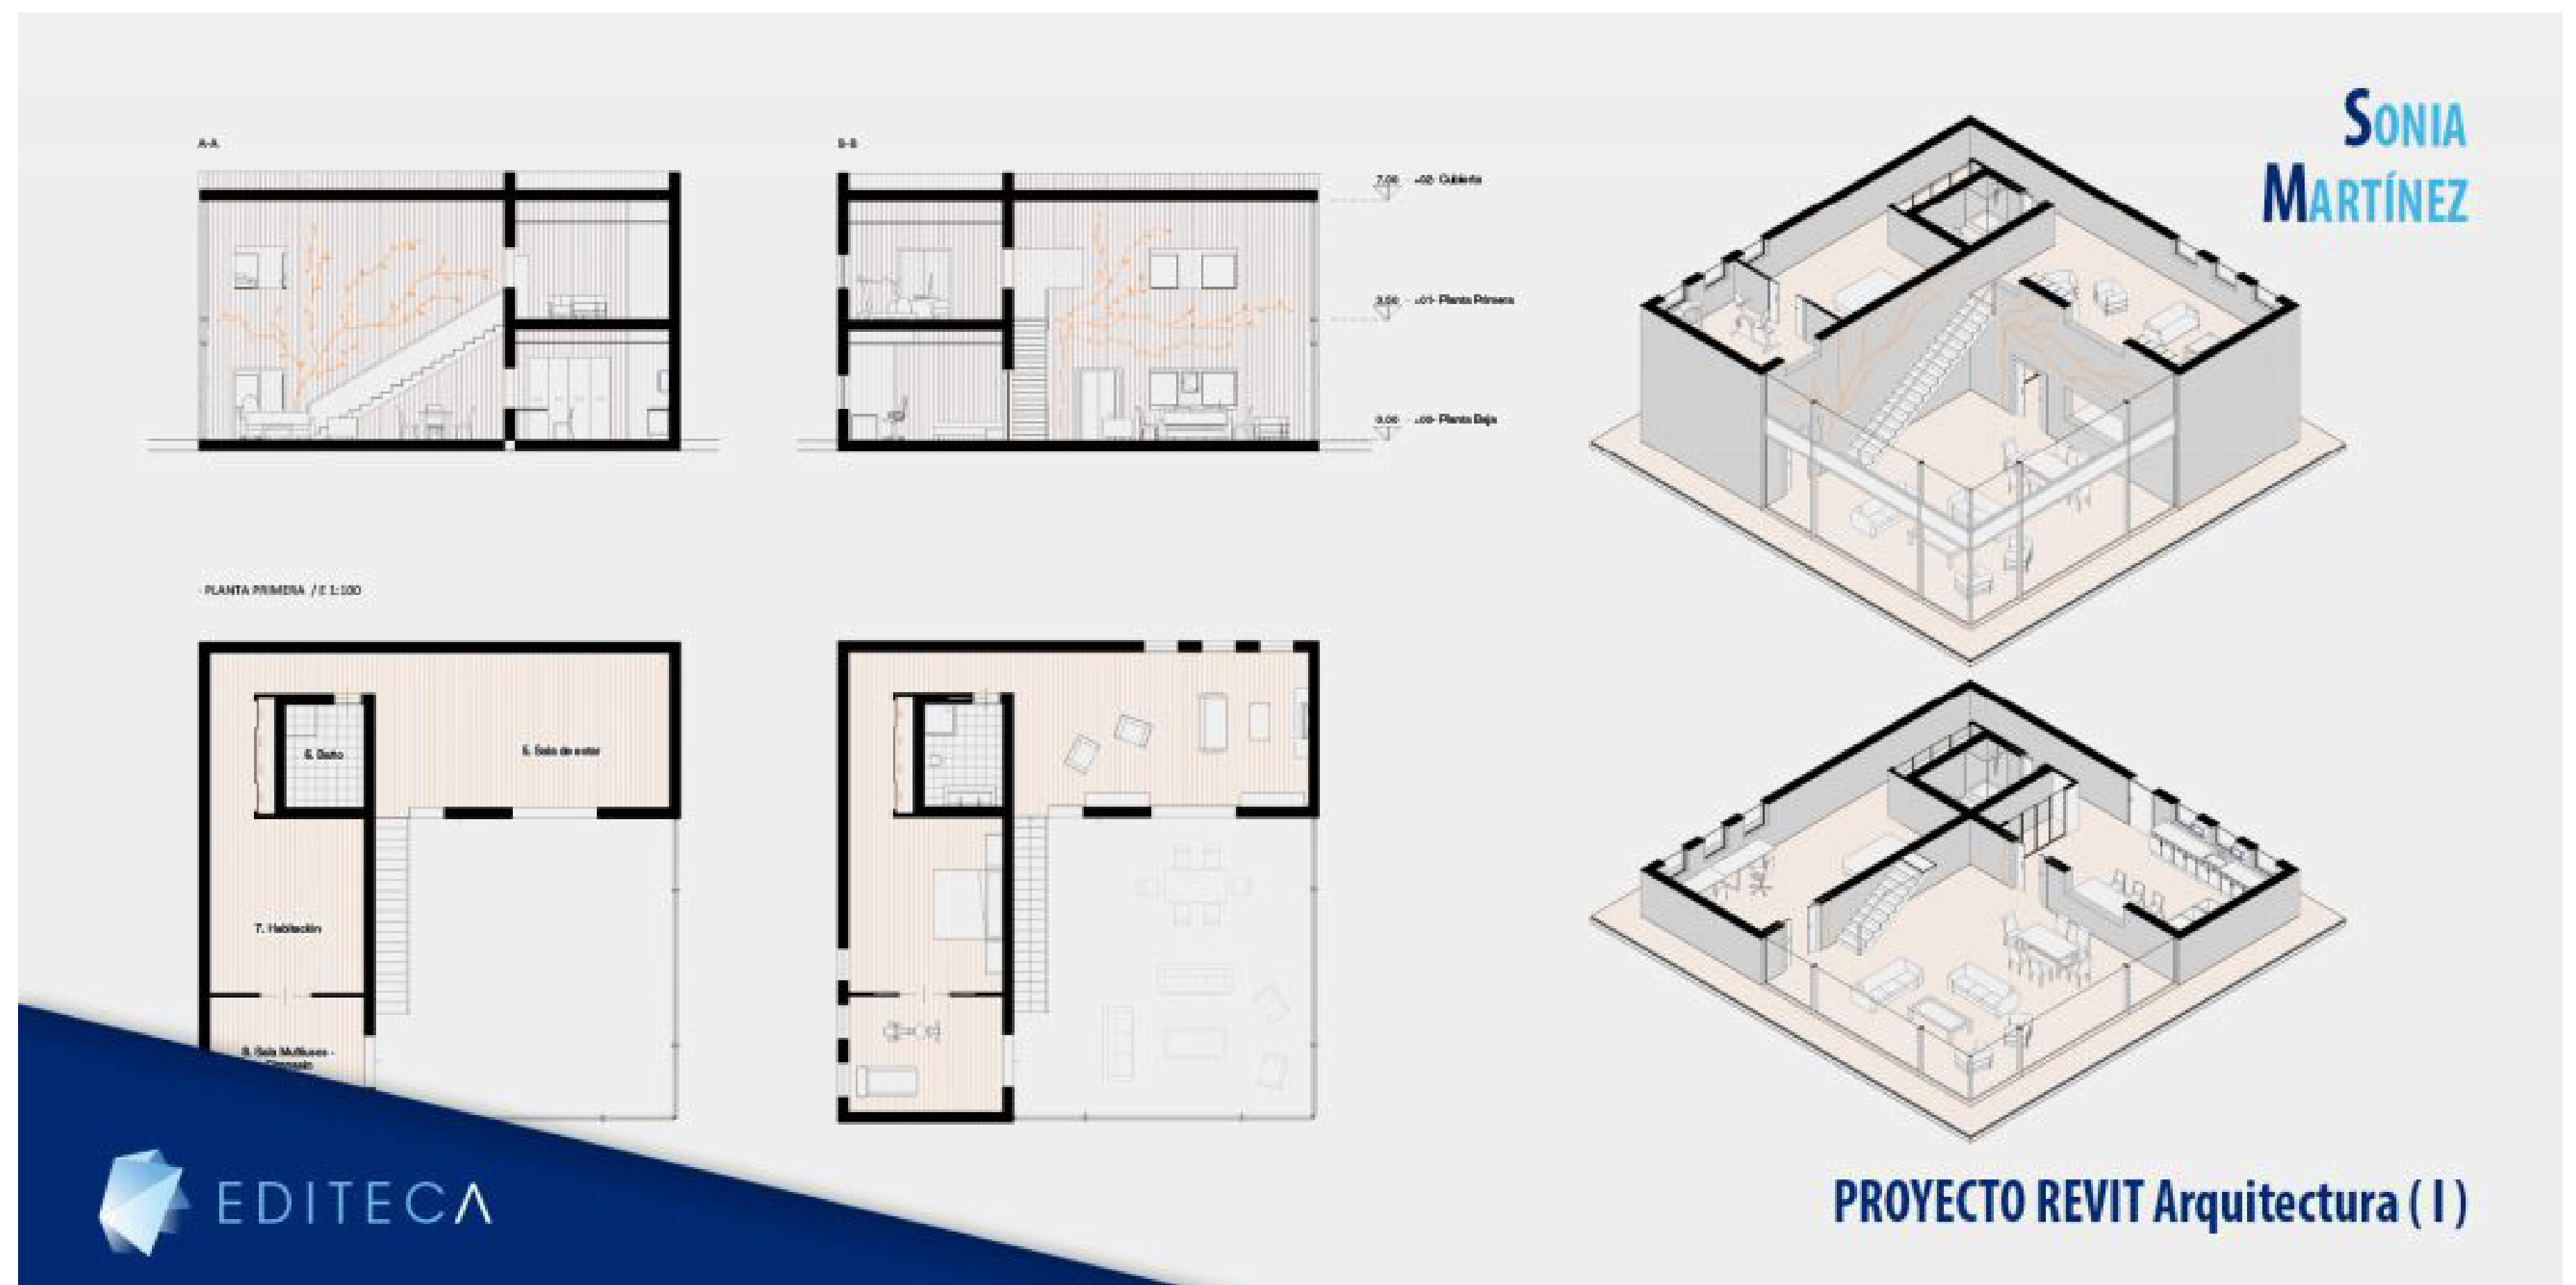 A-A
B-B
7.00 +02- Cubierta
3.50 +01- Planta Primera
0.00 +00- Planta Baja
SONIA
MARTÍNEZ
PLANTA PRIMERA / E 1:100
6. Baño
5. Sala de estar
7. Habitación
8. Sala Multiusos -
Gimnasio
EDITECA
PROYECTO REVIT Arquitectura ( I )